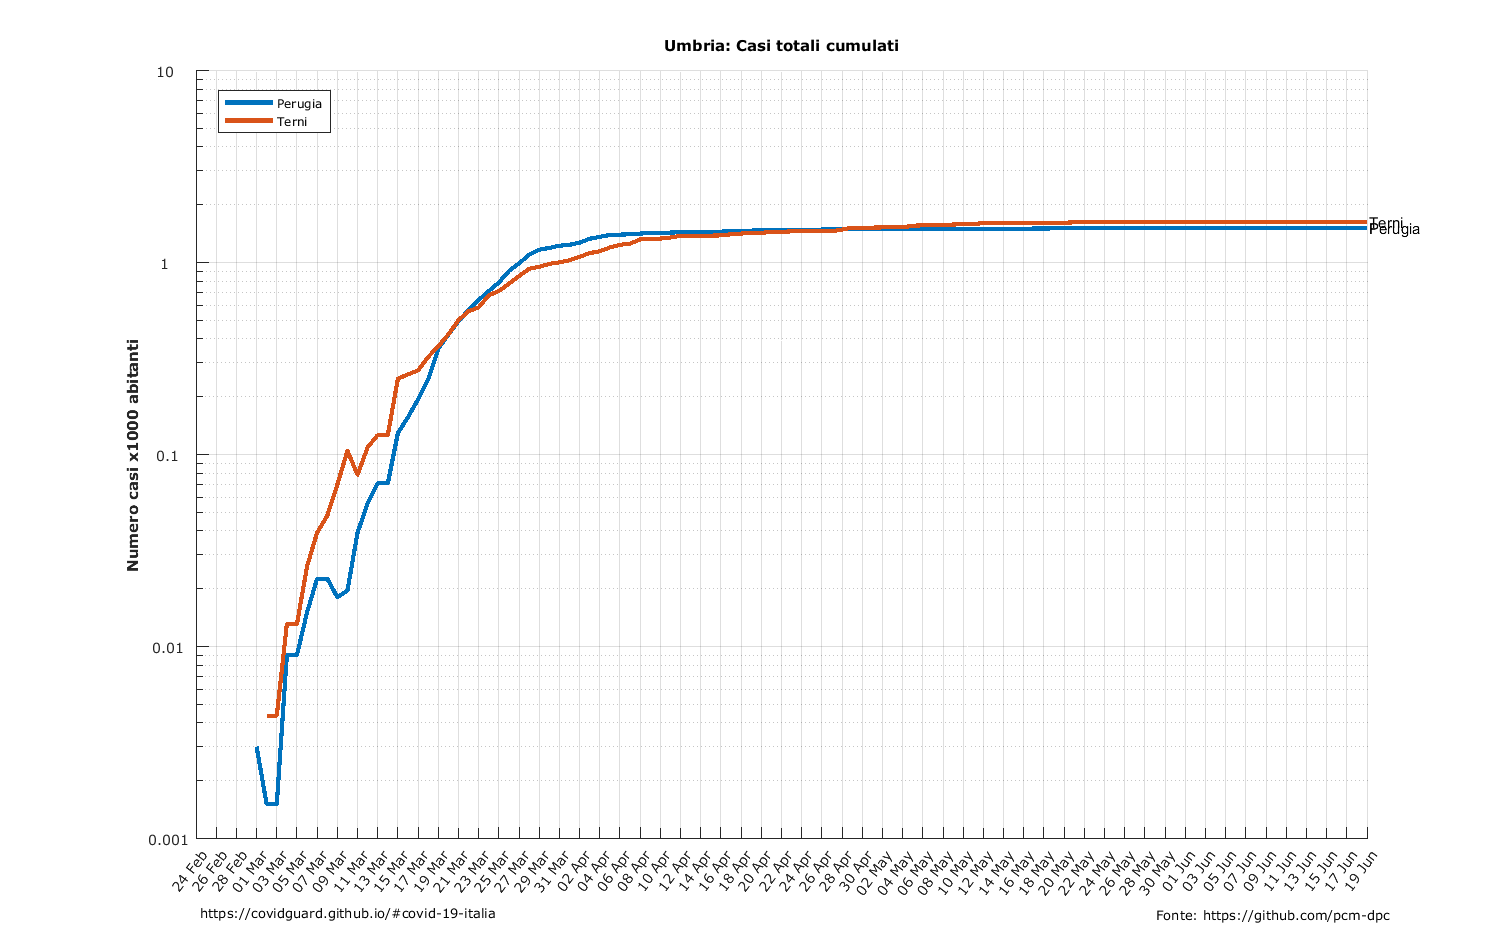 Umbria: Casi totali cumulati
Numero casi x1000 abitanti
10
1
0.1
0.01
0.001
Perugia
Terni
Terni
Perugia
24 Feb
26 Feb
28 Feb
01 Mar
03 Mar
05 Mar
07 Mar
09 Mar
11 Mar
13 Mar
15 Mar
17 Mar
19 Mar
21 Mar
23 Mar
25 Mar
27 Mar
29 Mar
31 Mar
02 Apr
04 Apr
06 Apr
08 Apr
10 Apr
12 Apr
14 Apr
16 Apr
18 Apr
20 Apr
22 Apr
24 Apr
26 Apr
28 Apr
30 Apr
02 May
04 May
06 May
08 May
10 May
12 May
14 May
16 May
18 May
20 May
22 May
24 May
26 May
28 May
30 May
01 Jun
03 Jun
05 Jun
07 Jun
09 Jun
11 Jun
13 Jun
15 Jun
17 Jun
19 Jun
https://covidguard.github.io/#covid-19-italia
Fonte: https://github.com/pcm-dpc